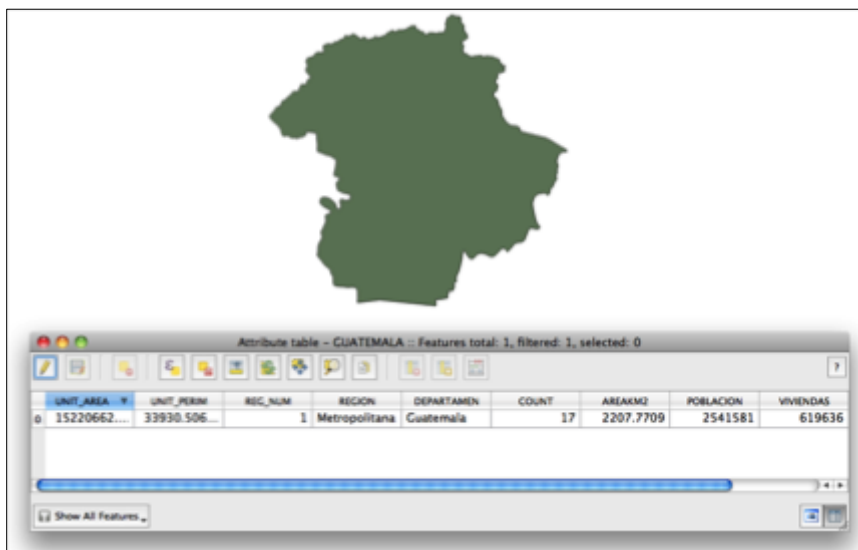 Attribute table - GUATEMALA :: Features total: 1, filtered: 1, selected: 0
?
UNIT_AREA UNIT_PERIM REG_NUM REGION DEPARTAMEN COUNT AREAKM2 POBLACION VIVIENDAS
0 15220662.... 33930.506... 1 Metropolitana Guatemala 17 2207.7709 2541581 619636
Show All Features